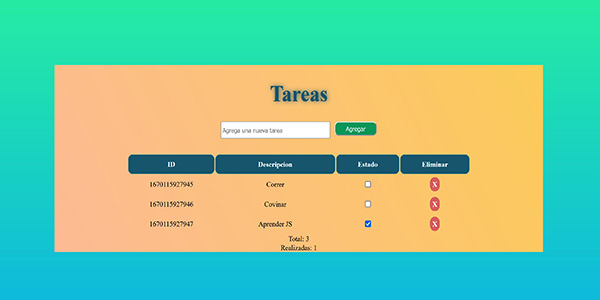 Tareas
Agrega una nueva tarea Agregar
ID Descripcion Estado Eliminar
1670115927945 Correr X
1670115927946 Covinar X
1670115927947 Aprender JS X
Total: 3
Realizadas: 1